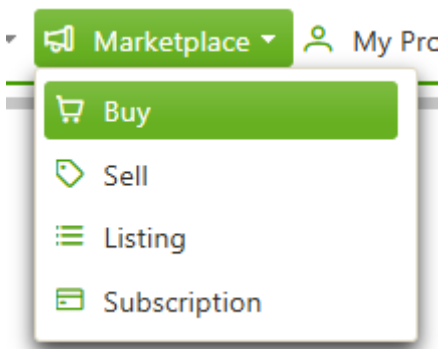 Marketplace My Pro
Buy
Sell
Listing
Subscription